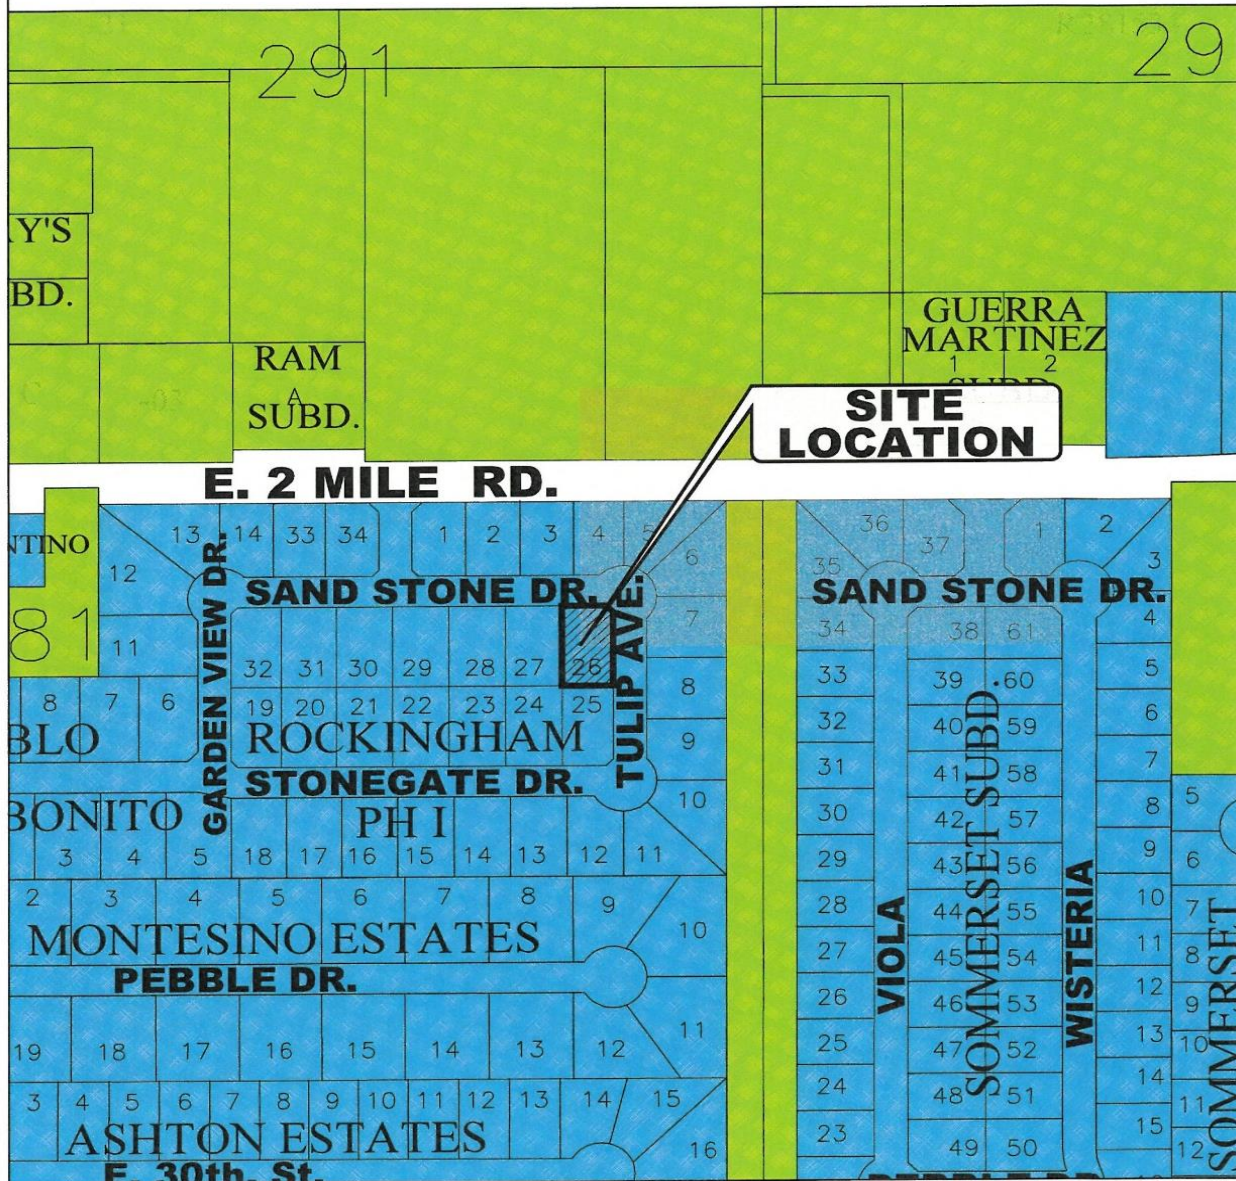 291
29
Y'S
BD.
RAM
A
SUBD.
GUERRA
MARTINEZ
1 2
SITE
LOCATION
E. 2 MILE RD.
NTINO
81
13 14 33 34 1 2 3 4 5
6
7
12
11
SAND STONE DR.
GARDEN VIEW DR.
TULIP AVE.
32 31 30 29 28 27 26
19 20 21 22 23 24 25
ROCKINGHAM
STONEGATE DR.
PH I
8 7 6
BLO
BONITO
8
9
10
3 4 5 18 17 16 15 14 13 12 11
2 3 4 5 6 7 8 9 10
MONTESINO ESTATES
PEBBLE DR.
19 18 17 16 15 14 13 12 11
3 4 5 6 7 8 9 10 11 12 13 14 15
16
ASHTON ESTATES
E. 30th. St.
36 37 1 2
35 3
SAND STONE DR.
34 38 61 4
33 39 60 5
32 40 59 6
31 41 58 7
30 42 57 8
29 43 56 9
28 44 55 10
27 45 54 11
26 46 53 12
25 47 52 13
24 48 51 14
23 49 50 15
VIOLA
SOMMERSET SUBD.
WISTERIA
5
6
7
8
9
10
11
12
SOMMERSET
PEBBLE DR.